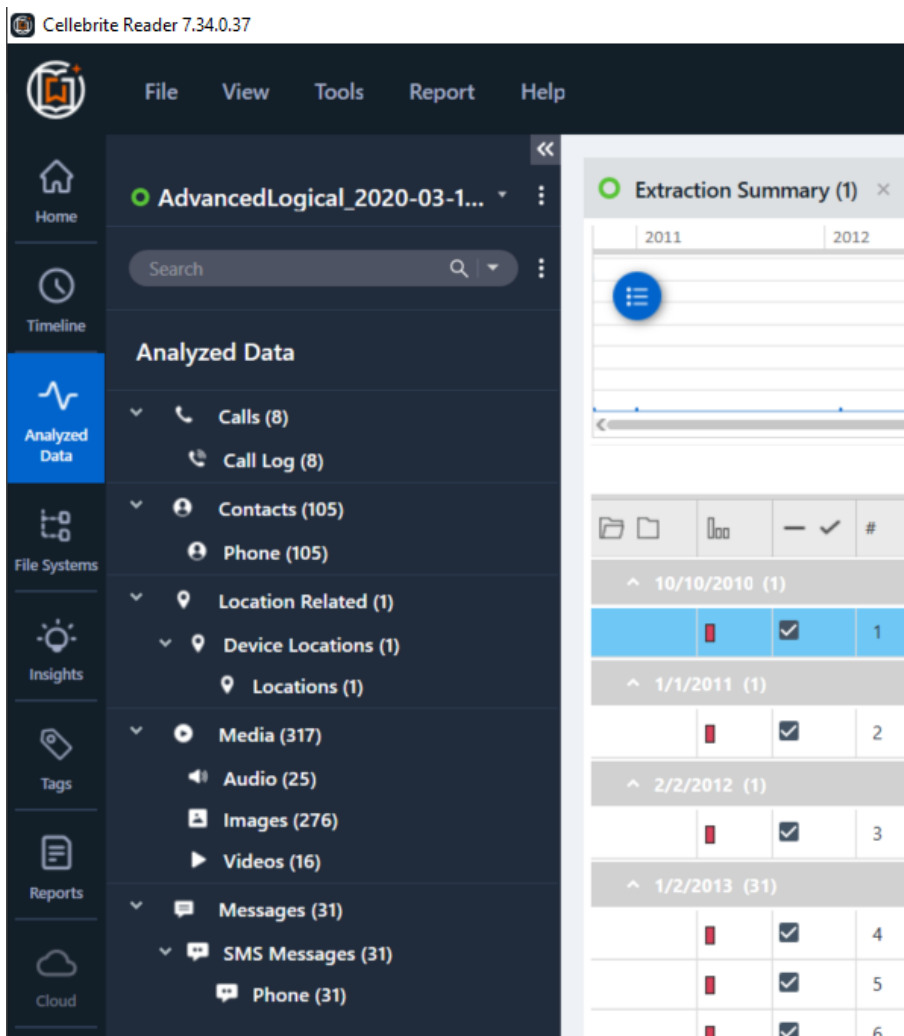 Cellebrite Reader 7.34.0.37
File View Tools Report Help
Home
Timeline
Analyzed
Data
File Systems
Insights
Tags
Reports
Cloud
AdvancedLogical_2020-03-1...
Search
Analyzed Data
Calls (8)
Call Log (8)
Contacts (105)
Phone (105)
Location Related (1)
Device Locations (1)
Locations (1)
Media (317)
Audio (25)
Images (276)
Videos (16)
Messages (31)
SMS Messages (31)
Phone (31)
Extraction Summary (1)
2011 2012
#
10/10/2010 (1)
1
1/1/2011 (1)
2
2/2/2012 (1)
3
1/2/2013 (31)
4
5
6